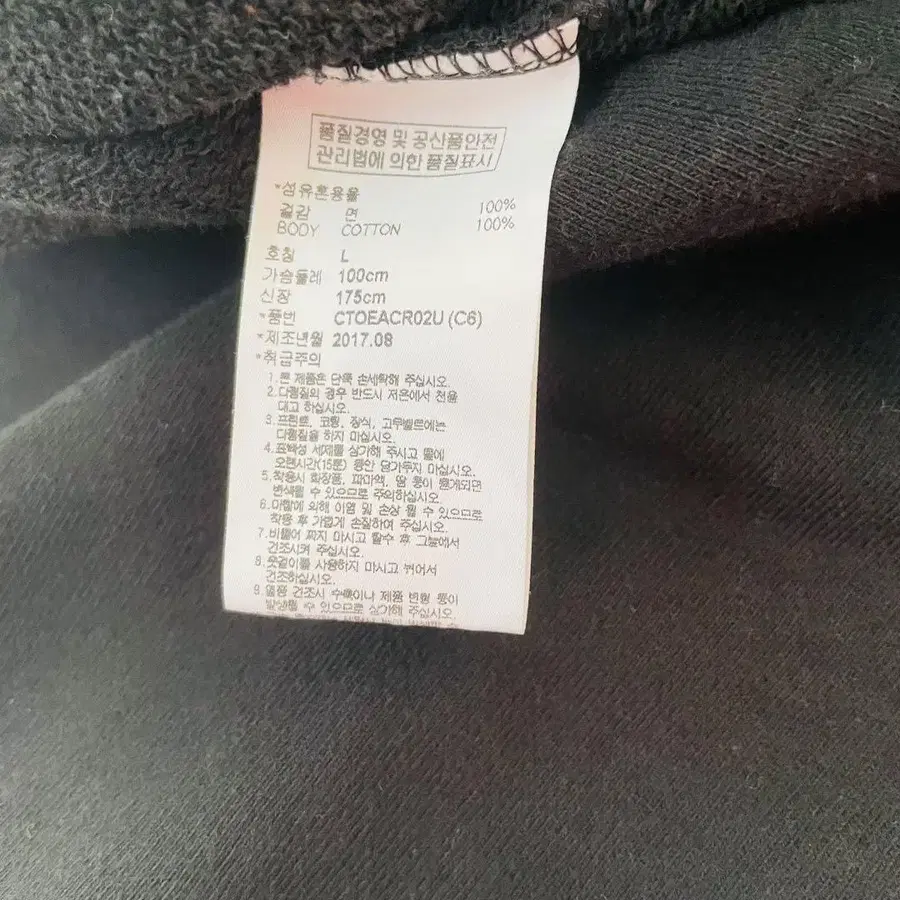 품질경영 및 공산품안전
관리법에 의한 품질표시
*섬유혼용율
겉감 면 100%
BODY COTTON 100%
호칭 L
가슴둘레 100cm
신장 175cm
*품번 CTOEACR02U (C6)
*제조년월 2017.08
*취급주의
1.본 제품은 단독 손세탁해 주십시오.
2.다림질의 경우 반드시 저온에서 천을
대고 하십시오.
3.프린트, 코팅, 장식, 고무밸트에는
다림질을 하지 마십시오.
4.표백성 세제를 삼가해 주시고 물에
오랜시간(15분) 동안 담가두지 마십시오.
5.착용시 화장품, 파마액, 땀 등이 묻게되면
변색될 수 있으므로 주의하십시오.
6.마찰에 의해 이염 및 손상 될 수 있으므로
착용 후 가볍게 손질하여 주십시오.
7.비틀어 짜지 마시고 탈수 후 그늘에서
건조시켜 주십시오.
8.옷걸이를 사용하지 마시고 뉘어서
건조하십시오.
9.열풍 건조시 수축이나 제품 변형 등이
발생될 수 있으므로 삼가해 주십시오.